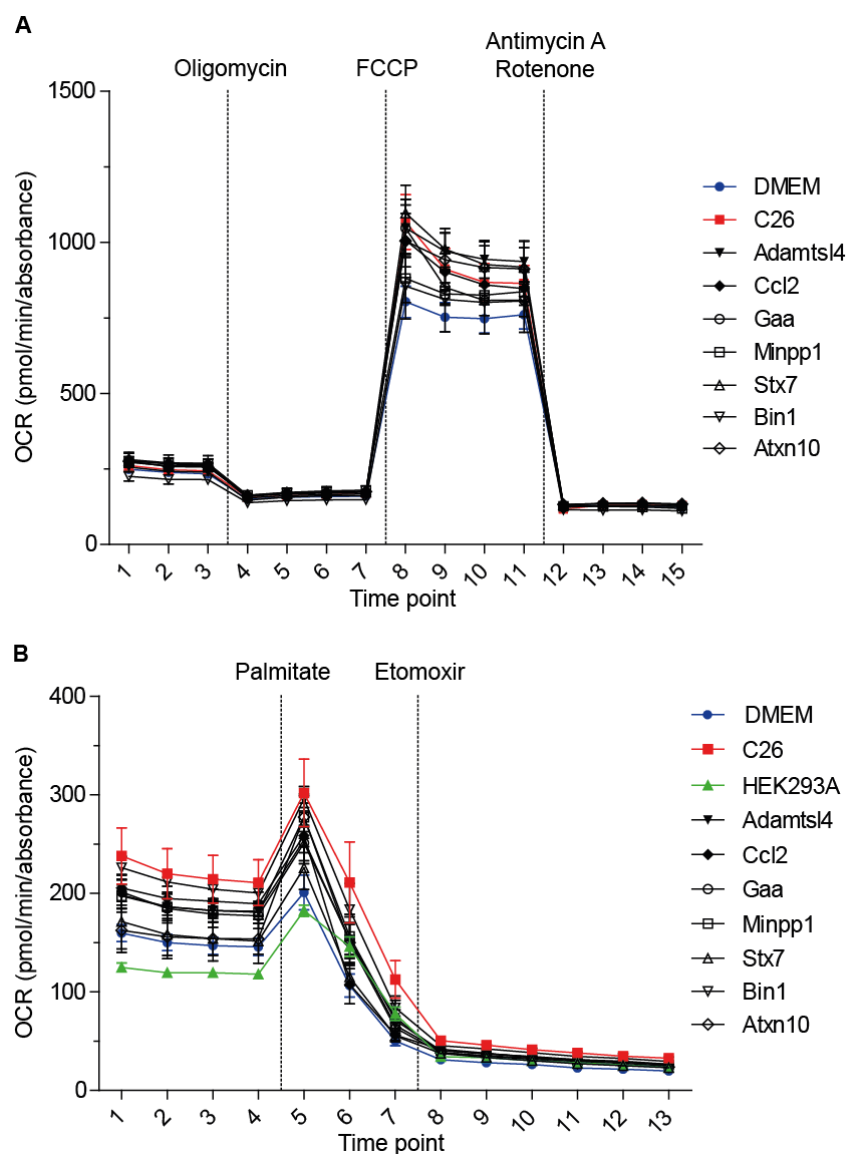 A
Oligomycin
FCCP
Antimycin A
Rotenone
OCR (pmol/min/absorbance)
1500
1000
500
0
1 2 3 4 5 6 7 8 9 10 11 12 13 14 15
Time point
DMEM
C26
Adamtsl4
Ccl2
Gaa
Minpp1
Stx7
Bin1
Atxn10
B
Palmitate
Etomoxir
OCR (pmol/min/absorbance)
400
300
200
100
0
1 2 3 4 5 6 7 8 9 10 11 12 13
Time point
DMEM
C26
HEK293A
Adamtsl4
Ccl2
Gaa
Minpp1
Stx7
Bin1
Atxn10